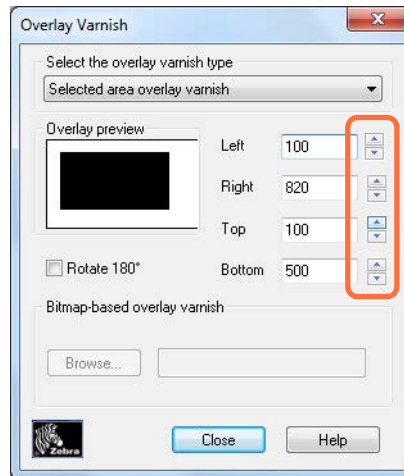 Overlay Varnish
Select the overlay varnish type
Selected area overlay varnish
Overlay preview
Left 100
Right 820
Top 100
Rotate 180° Bottom 500
Bitmap-based overlay varnish
Browse...
Zebra Close Help